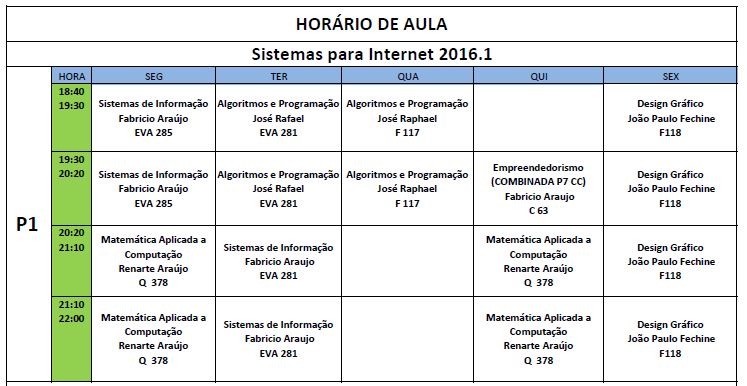 HORÁRIO DE AULA
Sistemas para Internet 2016.1
HORA SEG TER QUA QUI SEX
P1
18:40
19:30
Sistemas de Informação
Fabricio Araújo
EVA 285
Algoritmos e Programação
José Rafael
EVA 281
Algoritmos e Programação
José Raphael
F 117
Design Gráfico
João Paulo Fechine
F118
19:30
20:20
Sistemas de Informação
Fabricio Araújo
EVA 285
Algoritmos e Programação
José Rafael
EVA 281
Algoritmos e Programação
José Raphael
F 117
Empreendedorismo
(COMBINADA P7 CC)
Fabricio Araujo
C 63
Design Gráfico
João Paulo Fechine
F118
20:20
21:10
Matemática Aplicada a
Computação
Renarte Araújo
Q 378
Sistemas de Informação
Fabricio Araujo
EVA 281
Matemática Aplicada a
Computação
Renarte Araújo
Q 378
Design Gráfico
João Paulo Fechine
F118
21:10
22:00
Matemática Aplicada a
Computação
Renarte Araújo
Q 378
Sistemas de Informação
Fabricio Araujo
EVA 281
Matemática Aplicada a
Computação
Renarte Araújo
Q 378
Design Gráfico
João Paulo Fechine
F118